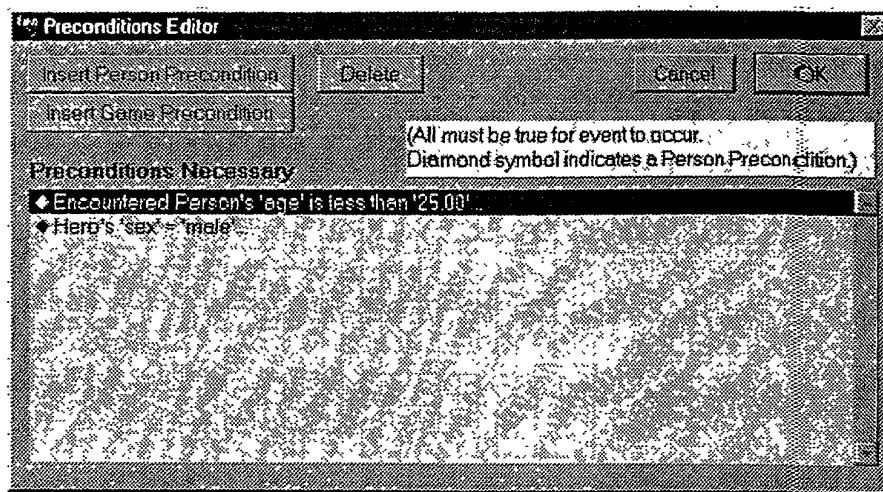 Preconditions Editor
Insert Person Precondition
Delete
Cancel
OK
Insert Game Precondition
(All must be true for event to occur.
Diamond symbol indicates a Person Precondition.)
Preconditions Necessary
◆ Encountered Person's 'age' is less than '25.00'...
◆ Hero's 'sex' = 'male'...